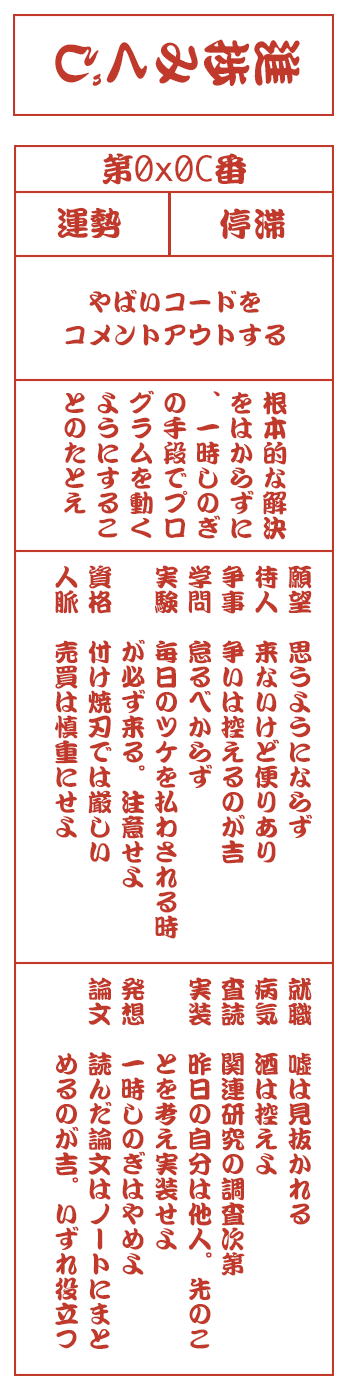 進捗みくじ
第0x0C番
運勢
停滞
やばいコードを
コメントアウトする
根本的な解決
をはからずに
、一時しのぎ
の手段でプロ
グラムを動く
ようにするこ
とのたとえ
願望 思うようにならず
待人 来ないけど便りあり
争事 争いは控えるのが吉
学問 怠るべからず
実験 毎日のツケを払わされる時
が必ず来る。注意せよ
資格 付け焼刃では厳しい
人脈 売買は慎重にせよ
就職 嘘は見抜かれる
病気 酒は控えよ
査読 関連研究の調査次第
実装 昨日の自分は他人。先のこ
とを考え実装せよ
発想 一時しのぎはやめよ
論文 読んだ論文はノートにまと
めるのが吉。いずれ役立つ